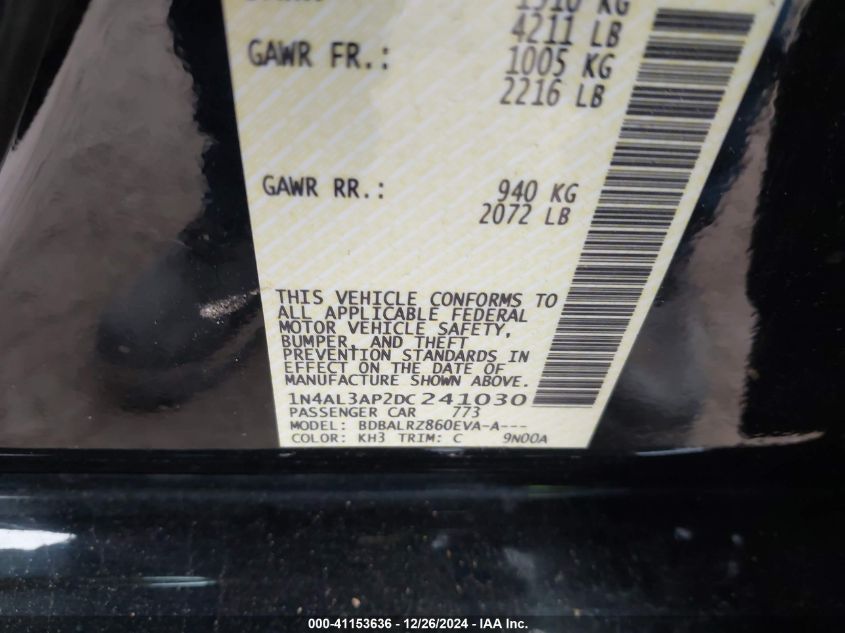 4211 LB
GAWR FR.: 1005 KG
2216 LB
GAWR RR.: 940 KG
2072 LB
THIS VEHICLE CONFORMS TO
ALL APPLICABLE FEDERAL
MOTOR VEHICLE SAFETY,
BUMPER, AND THEFT
PREVENTION STANDARDS IN
EFFECT ON THE DATE OF
MANUFACTURE SHOWN ABOVE.
1N4AL3AP2DC241030
PASSENGER CAR 773
MODEL: BDBALRZ860EVA-A---
COLOR: KH3 TRIM: C 9N00A
000-41153636 / 12/26/2024 - IAA Inc.